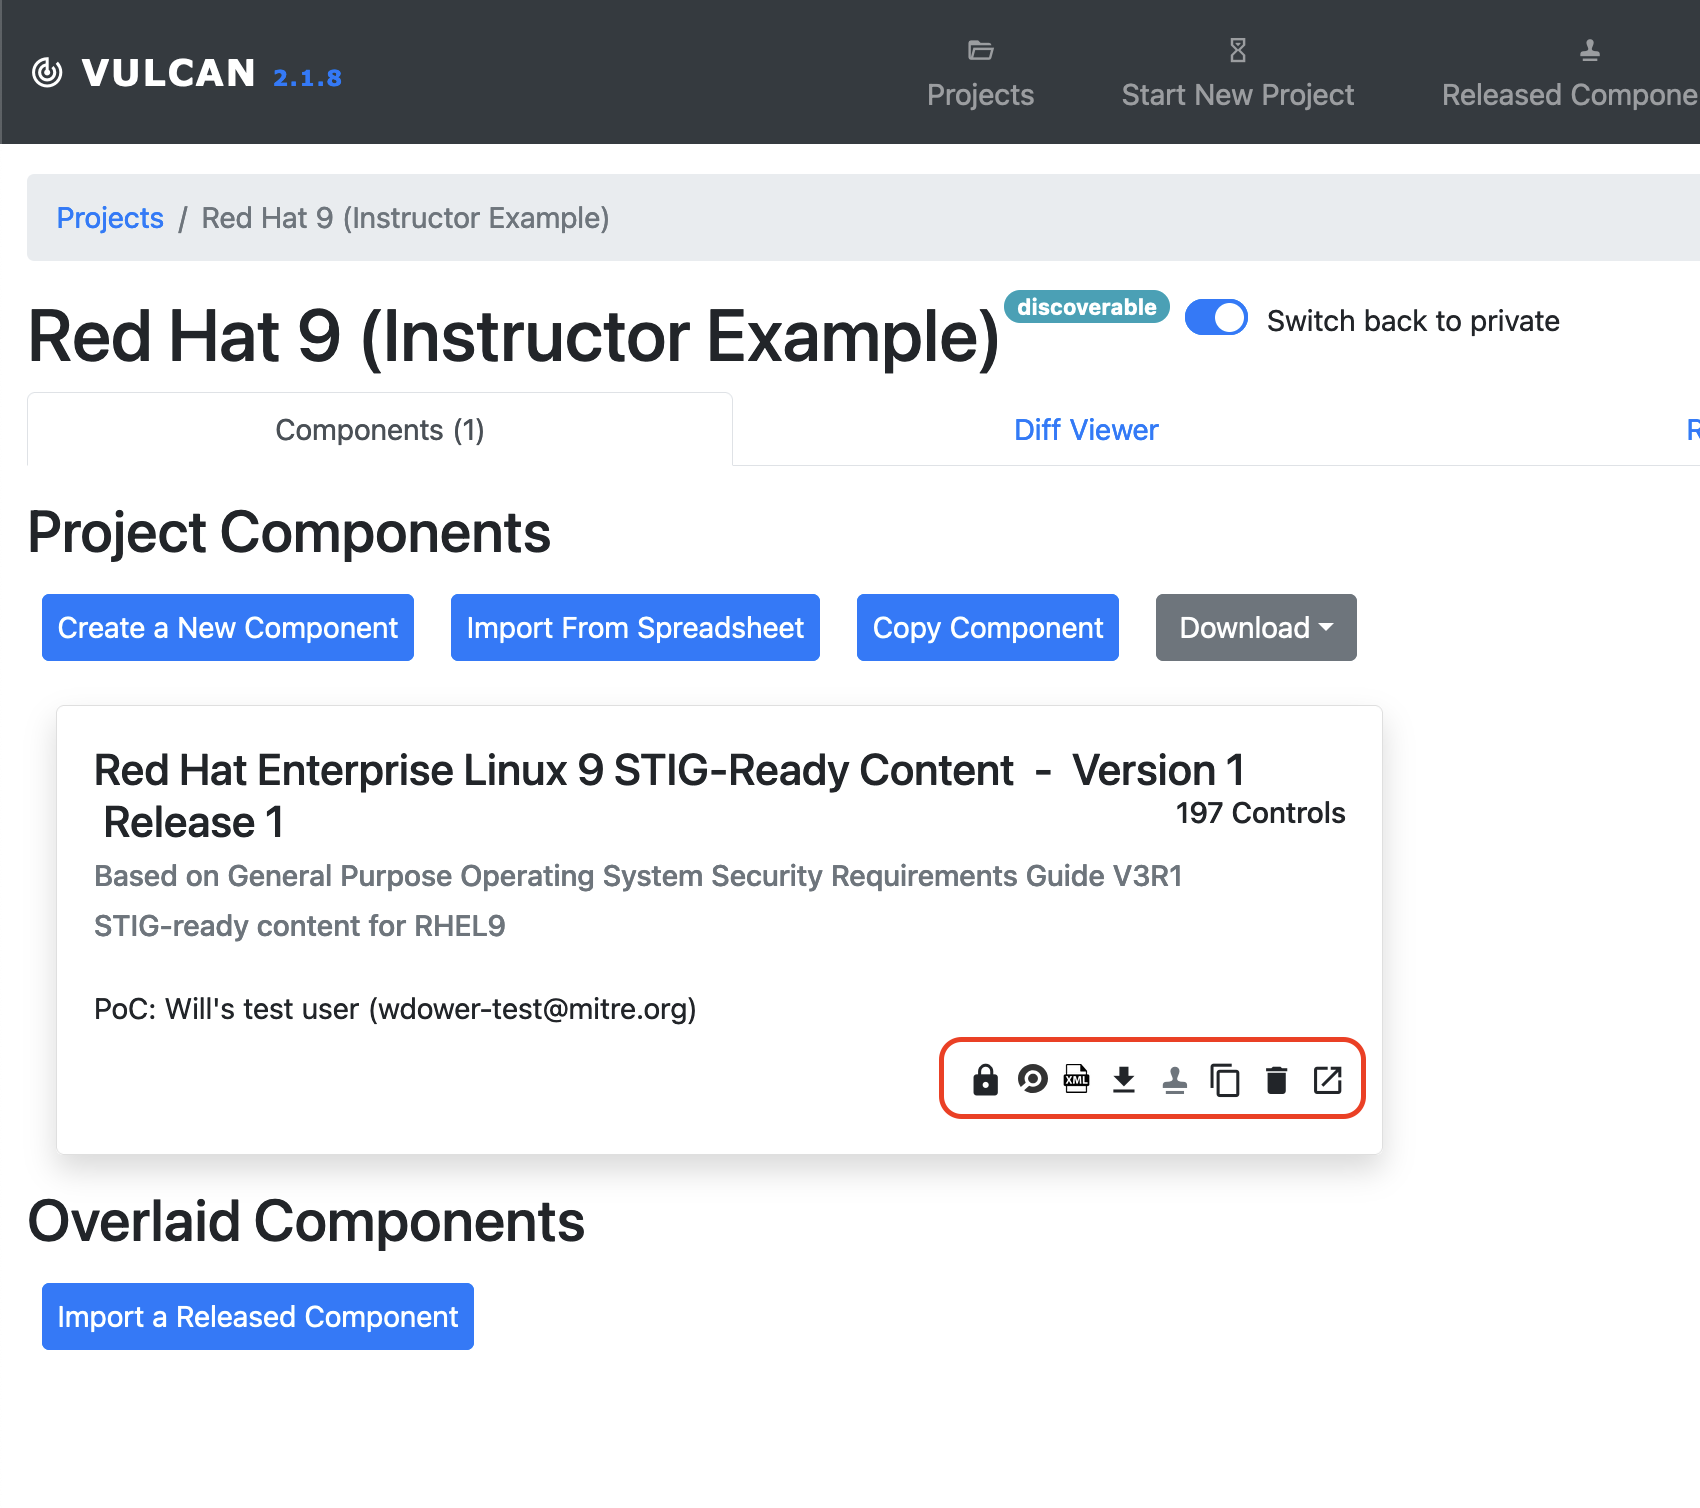 VULCAN 2.1.8
Projects
Start New Project
Released Compone
Projects / Red Hat 9 (Instructor Example)
Red Hat 9 (Instructor Example)
discoverable
Switch back to private
Components (1)
Diff Viewer
R
Project Components
Create a New Component
Import From Spreadsheet
Copy Component
Download
Red Hat Enterprise Linux 9 STIG-Ready Content - Version 1
Release 1
197 Controls
Based on General Purpose Operating System Security Requirements Guide V3R1
STIG-ready content for RHEL9
PoC: Will's test user (wdower-test@mitre.org)
XML
Overlaid Components
Import a Released Component